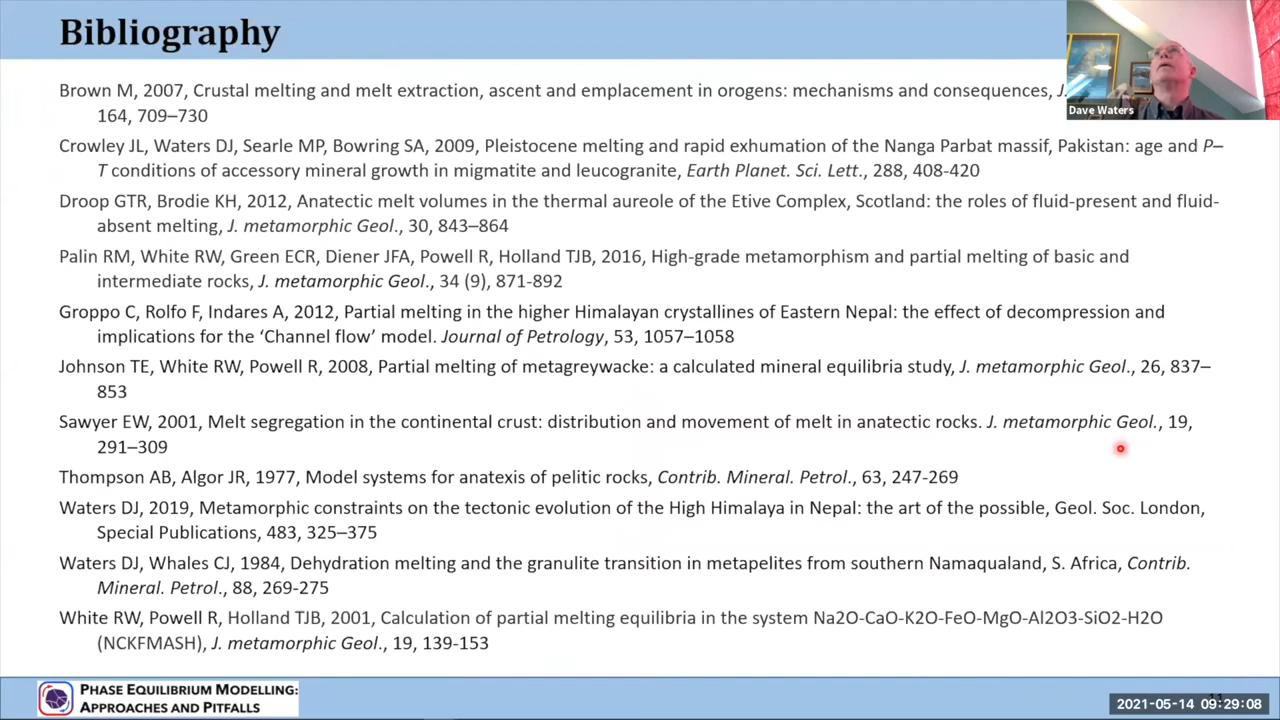 Bibliography
Brown M, 2007, Crustal melting and melt extraction, ascent and emplacement in orogens: mechanisms and consequences, J.
164, 709–730
Dave Waters
Crowley JL, Waters DJ, Searle MP, Bowring SA, 2009, Pleistocene melting and rapid exhumation of the Nanga Parbat massif, Pakistan: age and P–
T conditions of accessory mineral growth in migmatite and leucogranite, Earth Planet. Sci. Lett., 288, 408-420
Droop GTR, Brodie KH, 2012, Anatectic melt volumes in the thermal aureole of the Etive Complex, Scotland: the roles of fluid-present and fluid-
absent melting, J. metamorphic Geol., 30, 843–864
Palin RM, White RW, Green ECR, Diener JFA, Powell R, Holland TJB, 2016, High-grade metamorphism and partial melting of basic and
intermediate rocks, J. metamorphic Geol., 34 (9), 871-892
Groppo C, Rolfo F, Indares A, 2012, Partial melting in the higher Himalayan crystallines of Eastern Nepal: the effect of decompression and
implications for the ‘Channel flow’ model. Journal of Petrology, 53, 1057–1058
Johnson TE, White RW, Powell R, 2008, Partial melting of metagreywacke: a calculated mineral equilibria study, J. metamorphic Geol., 26, 837–
853
Sawyer EW, 2001, Melt segregation in the continental crust: distribution and movement of melt in anatectic rocks. J. metamorphic Geol., 19,
291–309
Thompson AB, Algor JR, 1977, Model systems for anatexis of pelitic rocks, Contrib. Mineral. Petrol., 63, 247-269
Waters DJ, 2019, Metamorphic constraints on the tectonic evolution of the High Himalaya in Nepal: the art of the possible, Geol. Soc. London,
Special Publications, 483, 325–375
Waters DJ, Whales CJ, 1984, Dehydration melting and the granulite transition in metapelites from southern Namaqualand, S. Africa, Contrib.
Mineral. Petrol., 88, 269-275
White RW, Powell R, Holland TJB, 2001, Calculation of partial melting equilibria in the system Na2O-CaO-K2O-FeO-MgO-Al2O3-SiO2-H2O
(NCKFMASH), J. metamorphic Geol., 19, 139-153
PHASE EQUILIBRIUM MODELLING:
APPROACHES AND PITFALLS
2021-05-14 09:29:08